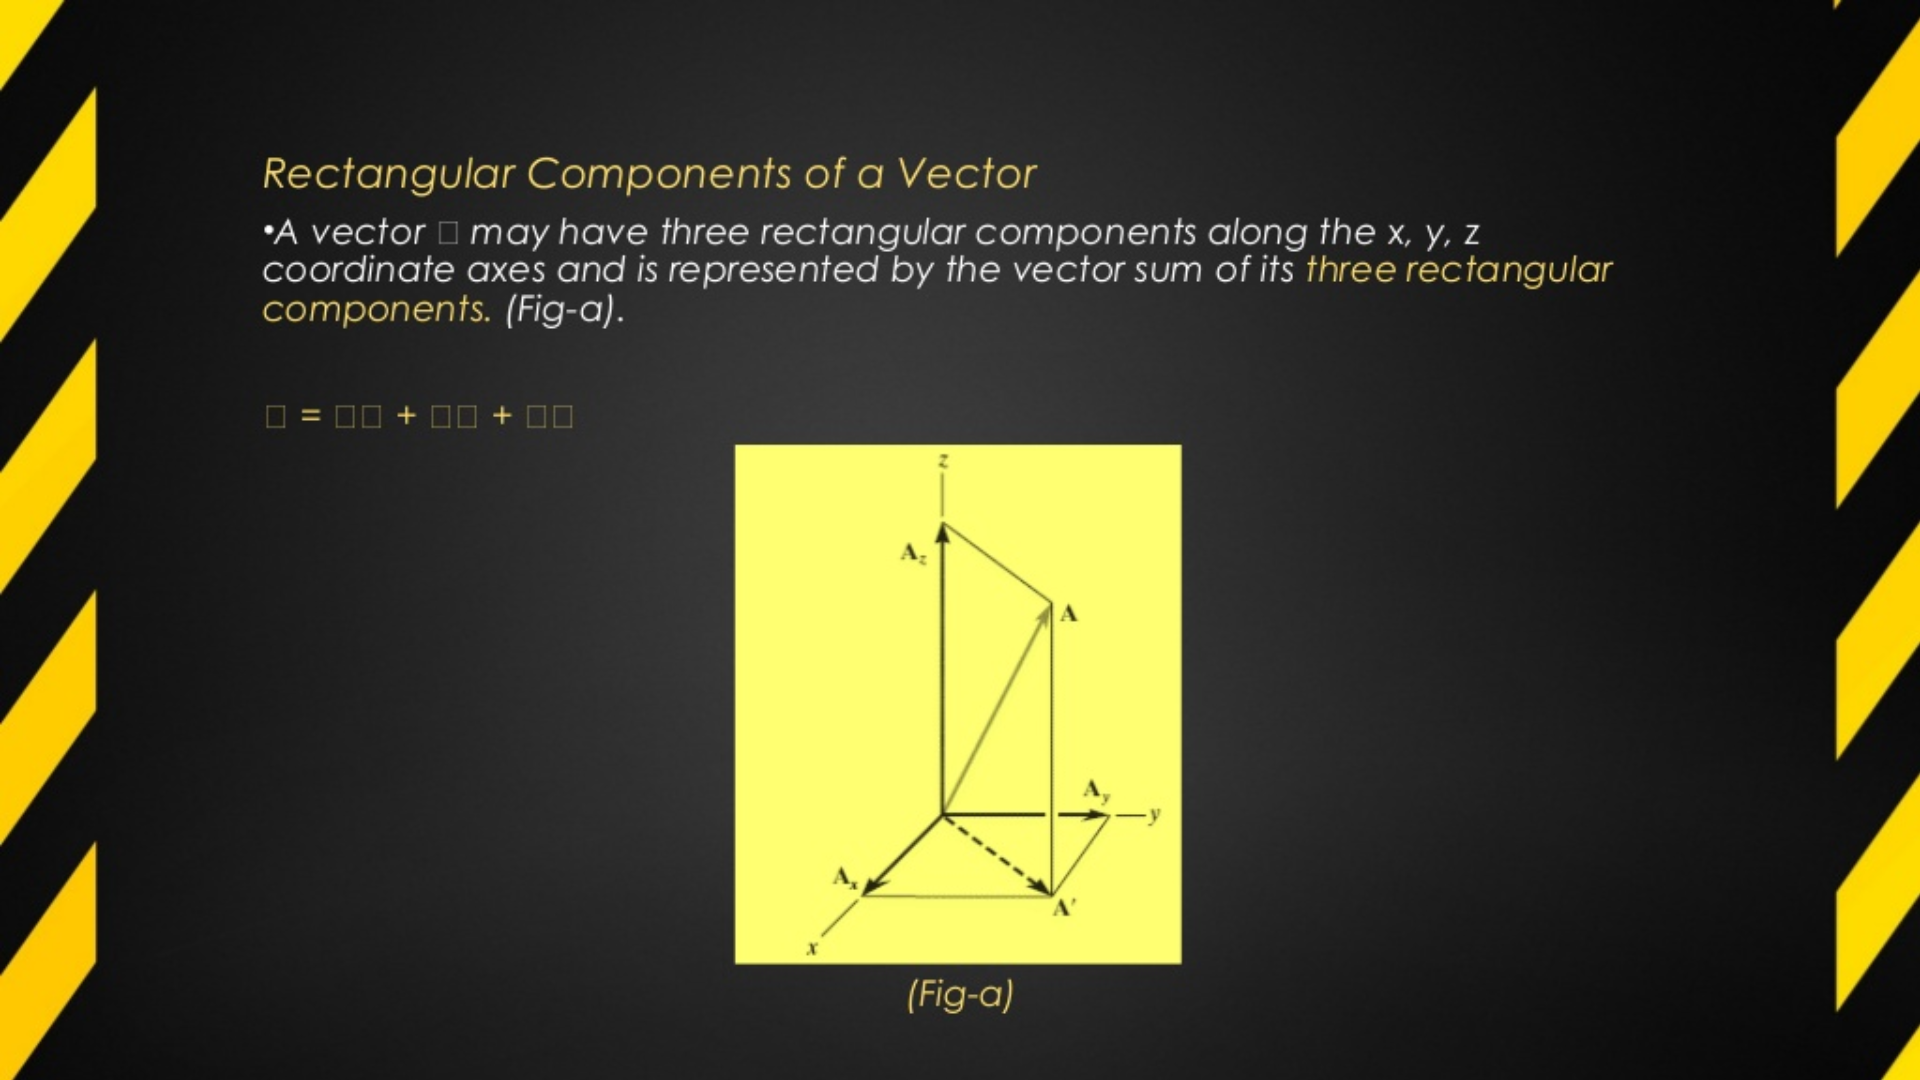 Rectangular Components of a Vector
•A vector □ may have three rectangular components along the x, y, z
coordinate axes and is represented by the vector sum of its three rectangular
components. (Fig-a).
□ = □□ + □□ + □□
z
Az
A
Ay
y
Ax
A'
x
(Fig-a)